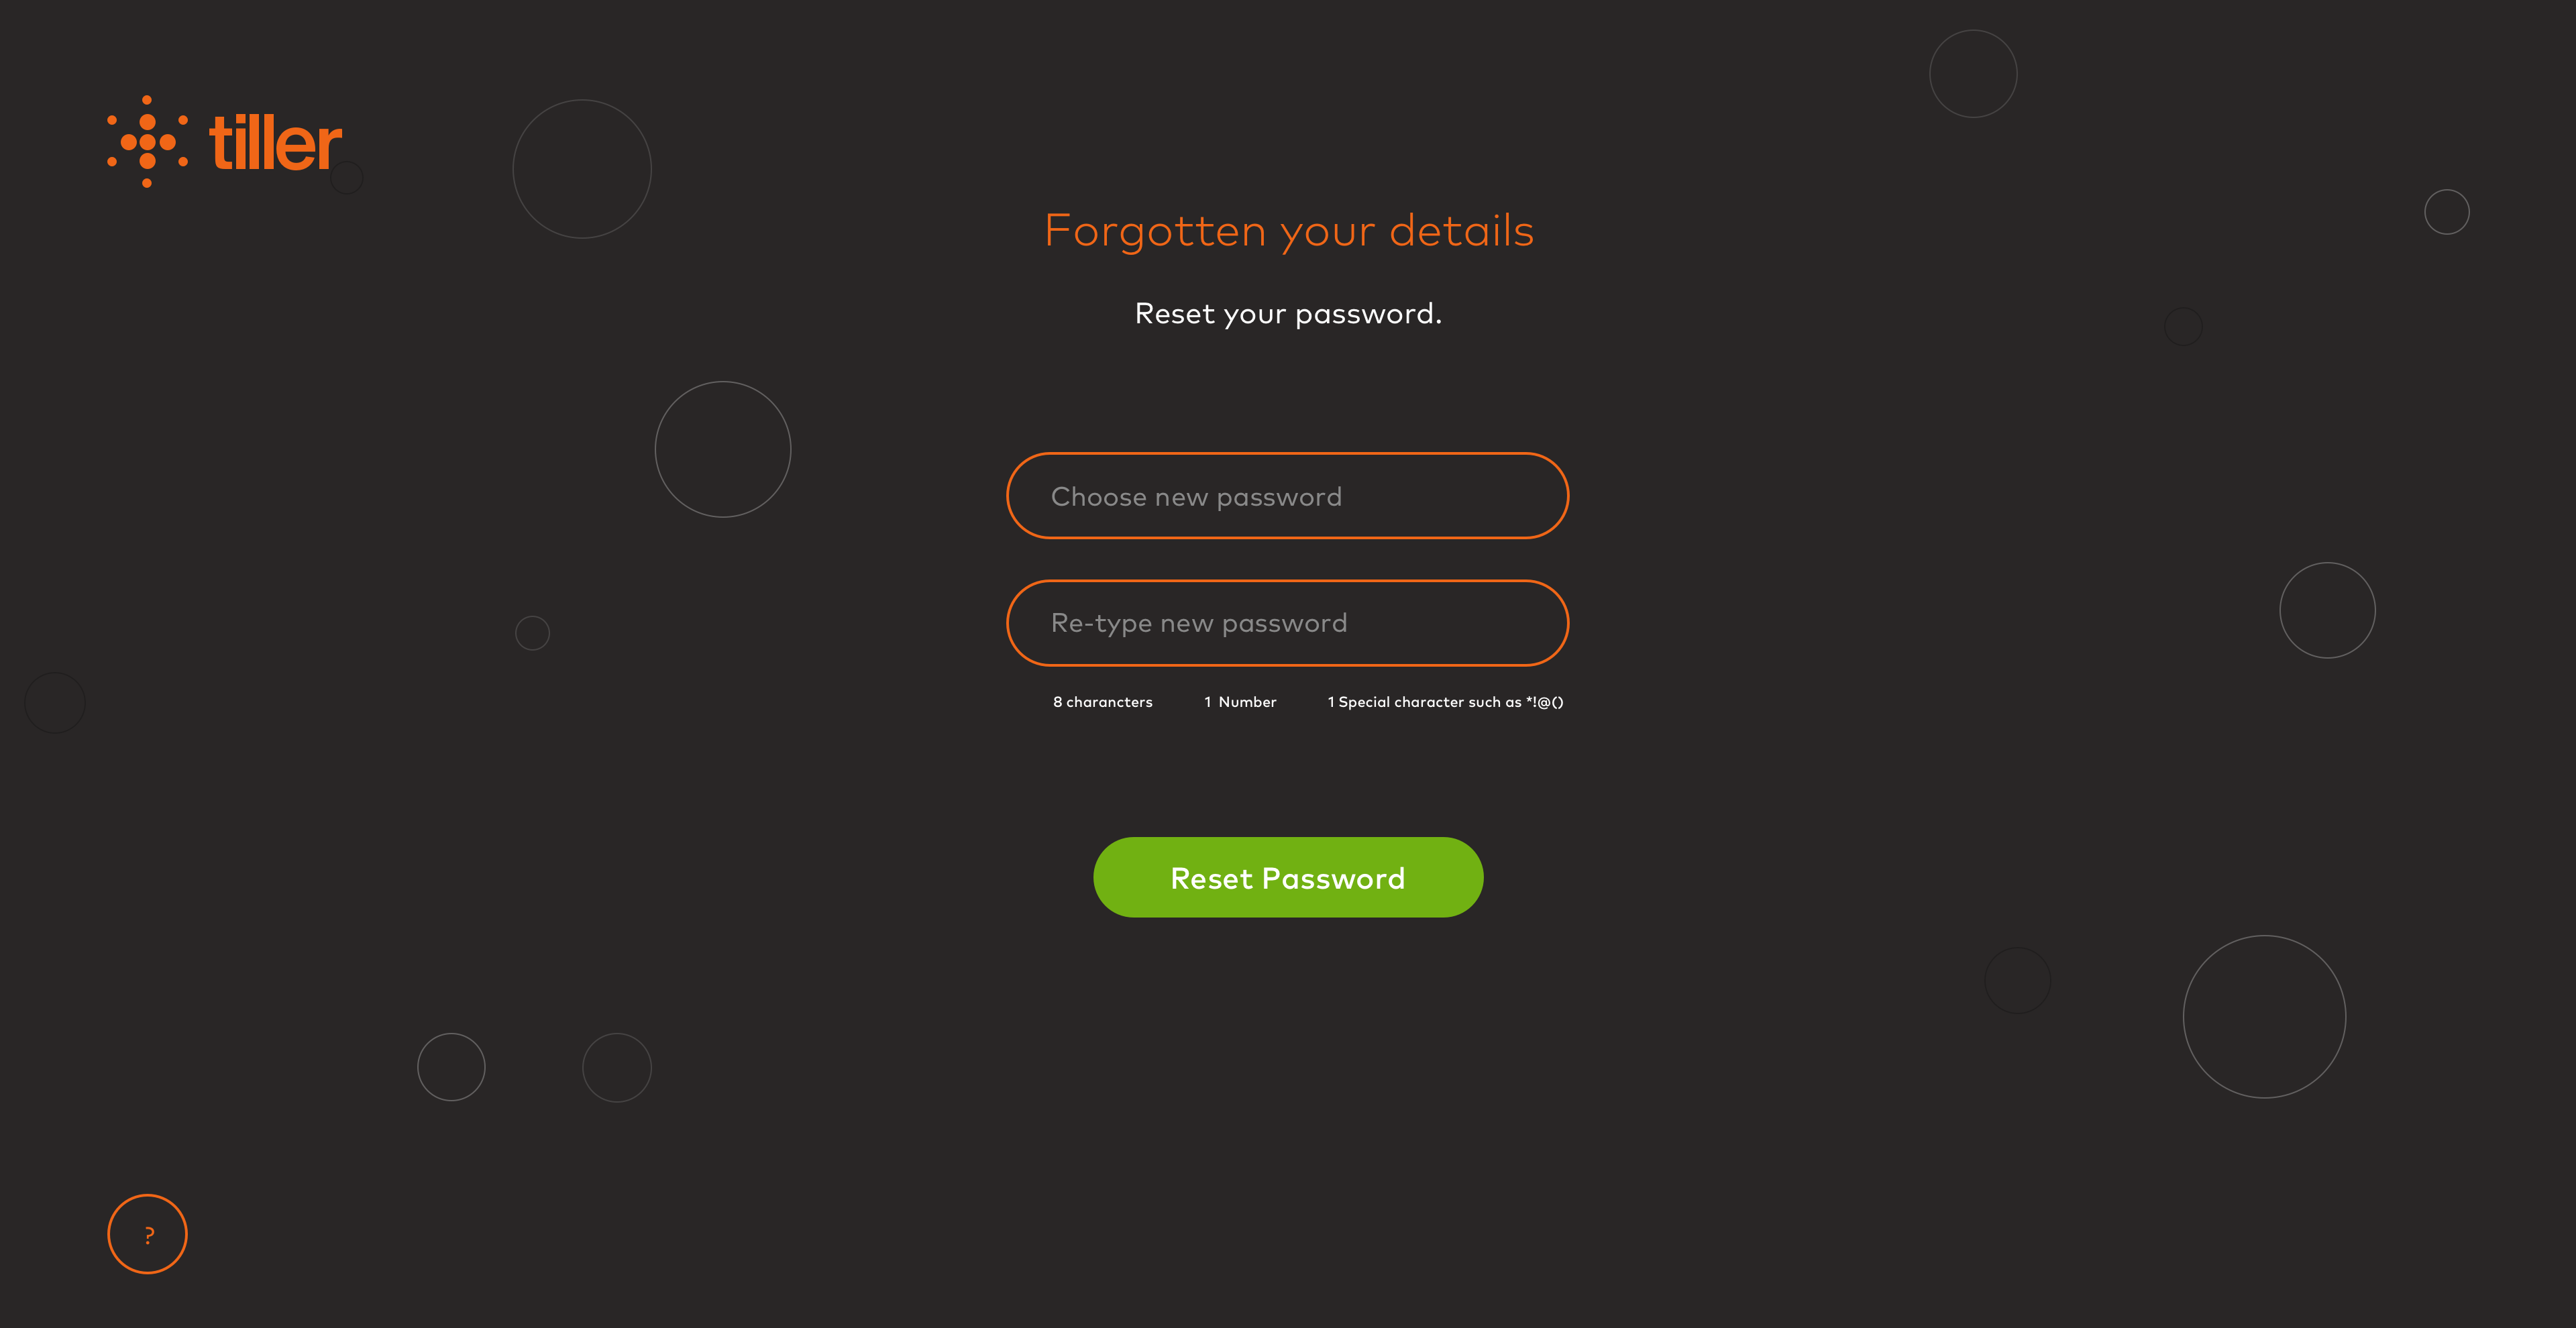 tiller
Forgotten your details
Reset your password.
Choose new password
Re-type new password
8 charancters 1 Number 1 Special character such as *!@()
Reset Password
?